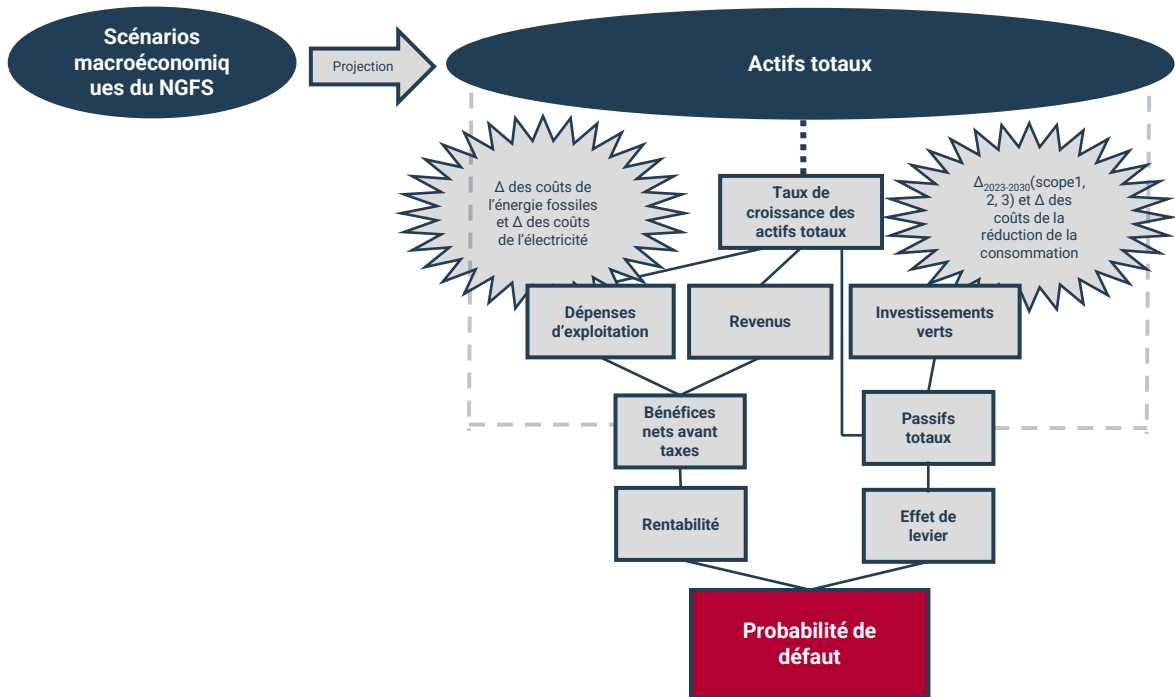 Scénarios
macroéconomiq
ues du NGFS
Projection
Actifs totaux
Δ des coûts de
l'énergie fossiles
et Δ des coûts
de l'électricité
Taux de
croissance des
actifs totaux
Δ2023-2030(scope1,
2, 3) et Δ des
coûts de la
réduction de la
consommation
Dépenses
d'exploitation
Revenus
Investissements
verts
Bénéfices
nets avant
taxes
Passifs
totaux
Rentabilité
Effet de
levier
Probabilité de
défaut